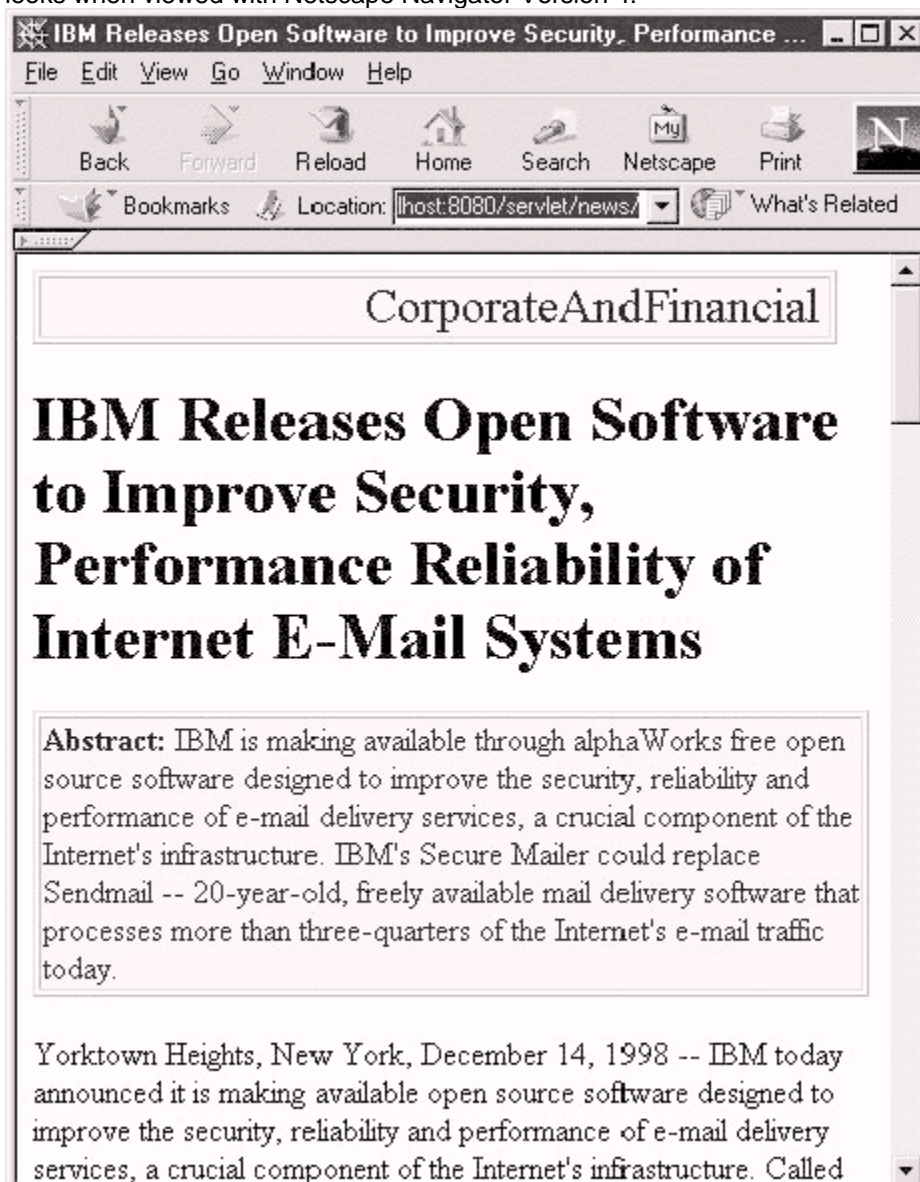 looks when viewed with Netscape Navigator Version 4.
IBM Releases Open Software to Improve Security, Performance ...
File Edit View Go Window Help
Back Forward Reload Home Search Netscape Print
My
N
Bookmarks Location: lhost:8080/servlet/news/ What's Related
CorporateAndFinancial
IBM Releases Open Software
to Improve Security,
Performance Reliability of
Internet E-Mail Systems
Abstract: IBM is making available through alphaWorks free open
source software designed to improve the security, reliability and
performance of e-mail delivery services, a crucial component of the
Internet's infrastructure. IBM's Secure Mailer could replace
Sendmail -- 20-year-old, freely available mail delivery software that
processes more than three-quarters of the Internet's e-mail traffic
today.
Yorktown Heights, New York, December 14, 1998 -- IBM today
announced it is making available open source software designed to
improve the security, reliability and performance of e-mail delivery
services, a crucial component of the Internet's infrastructure. Called